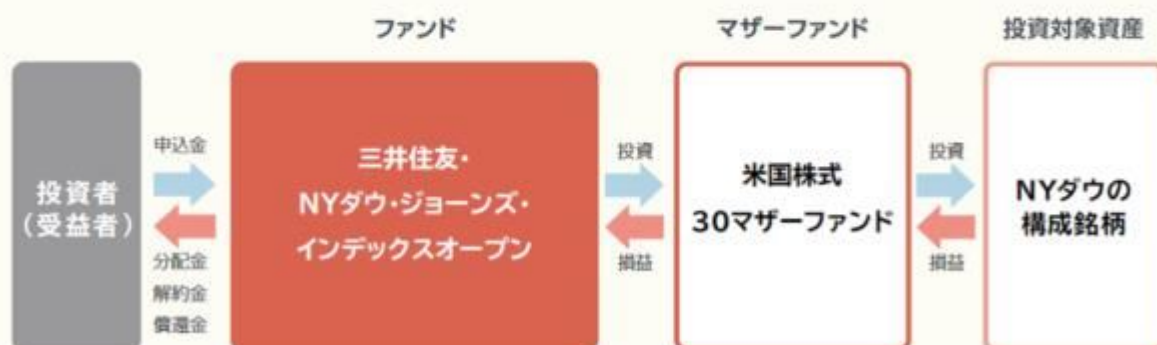 ファンド
マザーファンド
投資対象資産
投資者
（受益者）
申込金
分配金
解約金
償還金
三井住友・
NYダウ・ジョーンズ・
インデックスオープン
投資
損益
米国株式
30マザーファンド
投資
損益
NYダウの
構成銘柄